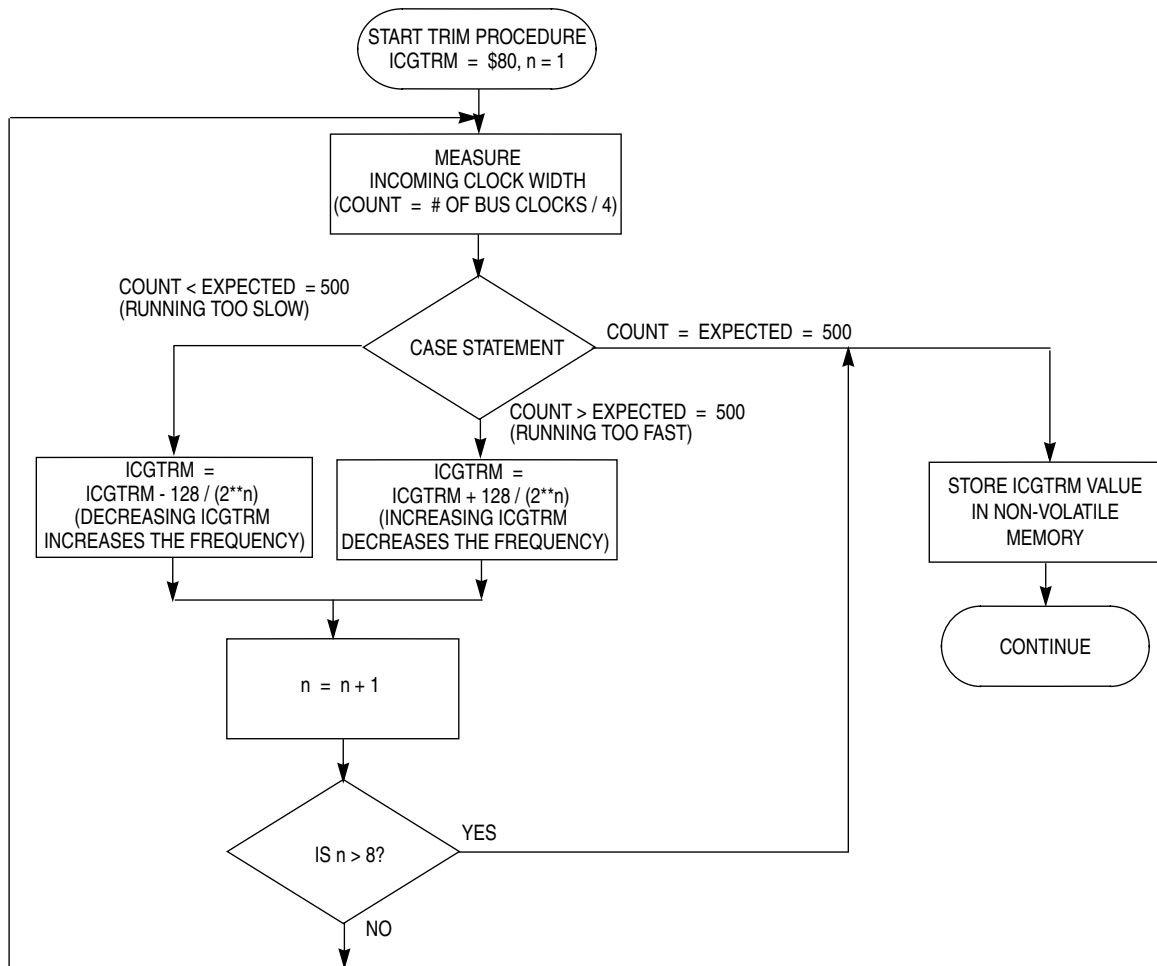 START TRIM PROCEDURE
ICGTRM = $80, n = 1
MEASURE
INCOMING CLOCK WIDTH
(COUNT = # OF BUS CLOCKS / 4)
COUNT < EXPECTED = 500
(RUNNING TOO SLOW)
CASE STATEMENT
COUNT = EXPECTED = 500
COUNT > EXPECTED = 500
(RUNNING TOO FAST)
ICGTRM =
ICGTRM - 128 / (2**n)
(DECREASING ICGTRM
INCREASES THE FREQUENCY)
ICGTRM =
ICGTRM + 128 / (2**n)
(INCREASING ICGTRM
DECREASES THE FREQUENCY)
STORE ICGTRM VALUE
IN NON-VOLATILE
MEMORY
CONTINUE
n = n + 1
IS n > 8?
YES
NO